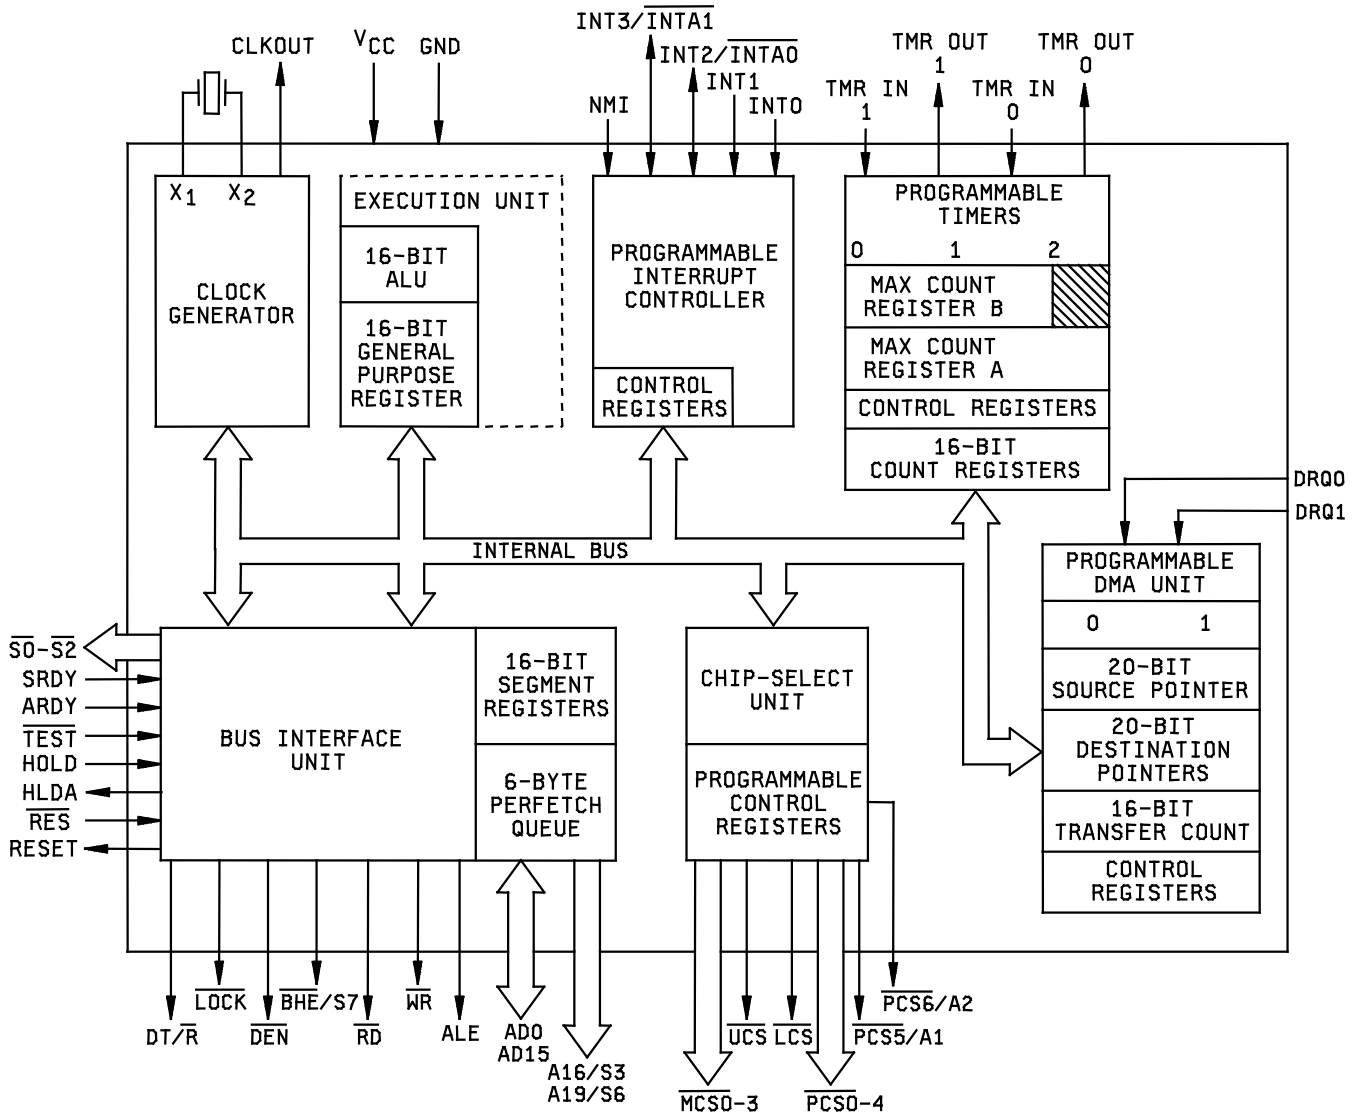 INT3/INTA1
CLKOUT
VCC
GND
INT2/INTA0
INT1
NMI
INT0
TMR OUT
1
TMR OUT
0
TMR IN
1
TMR IN
0
X1
X2
CLOCK
GENERATOR
EXECUTION UNIT
16-BIT
ALU
16-BIT
GENERAL
PURPOSE
REGISTER
PROGRAMMABLE
INTERRUPT
CONTROLLER
CONTROL
REGISTERS
PROGRAMMABLE
TIMERS
0 1 2
MAX COUNT
REGISTER B
MAX COUNT
REGISTER A
CONTROL REGISTERS
16-BIT
COUNT REGISTERS
DRQ0
DRQ1
INTERNAL BUS
PROGRAMMABLE
DMA UNIT
0 1
20-BIT
SOURCE POINTER
20-BIT
DESTINATION
POINTERS
16-BIT
TRANSFER COUNT
CONTROL
REGISTERS
S0-S2
SRDY
ARDY
TEST
HOLD
HLDA
RES
RESET
BUS INTERFACE
UNIT
16-BIT
SEGMENT
REGISTERS
6-BYTE
PERFETCH
QUEUE
CHIP-SELECT
UNIT
PROGRAMMABLE
CONTROL
REGISTERS
DT/R
LOCK
DEN
BHE/S7
RD
WR
ALE
AD0
AD15
A16/S3
A19/S6
MCS0-3
UCS
LCS
PCS0-4
PCS5/A1
PCS6/A2